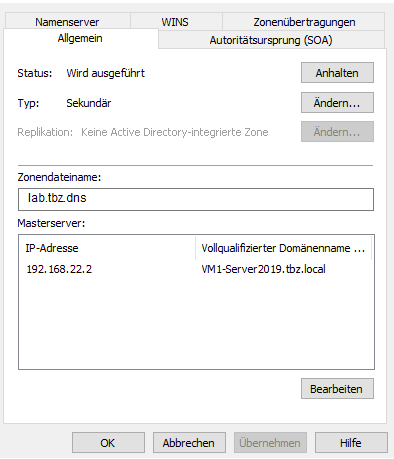 Namenserver WINS Zonenübertragungen
Allgemein Autoritätsursprung (SOA)
Status: Wird ausgeführt Anhalten
Typ: Sekundär Ändern...
Replikation: Keine Active Directory-integrierte Zone Ändern...
Zonendateiname:
lab.tbz.dns
Masterserver:
IP-Adresse Vollqualifizierter Domänenname ...
192.168.22.2 VM1-Server2019.tbz.local
Bearbeiten
OK Abbrechen Übernehmen Hilfe